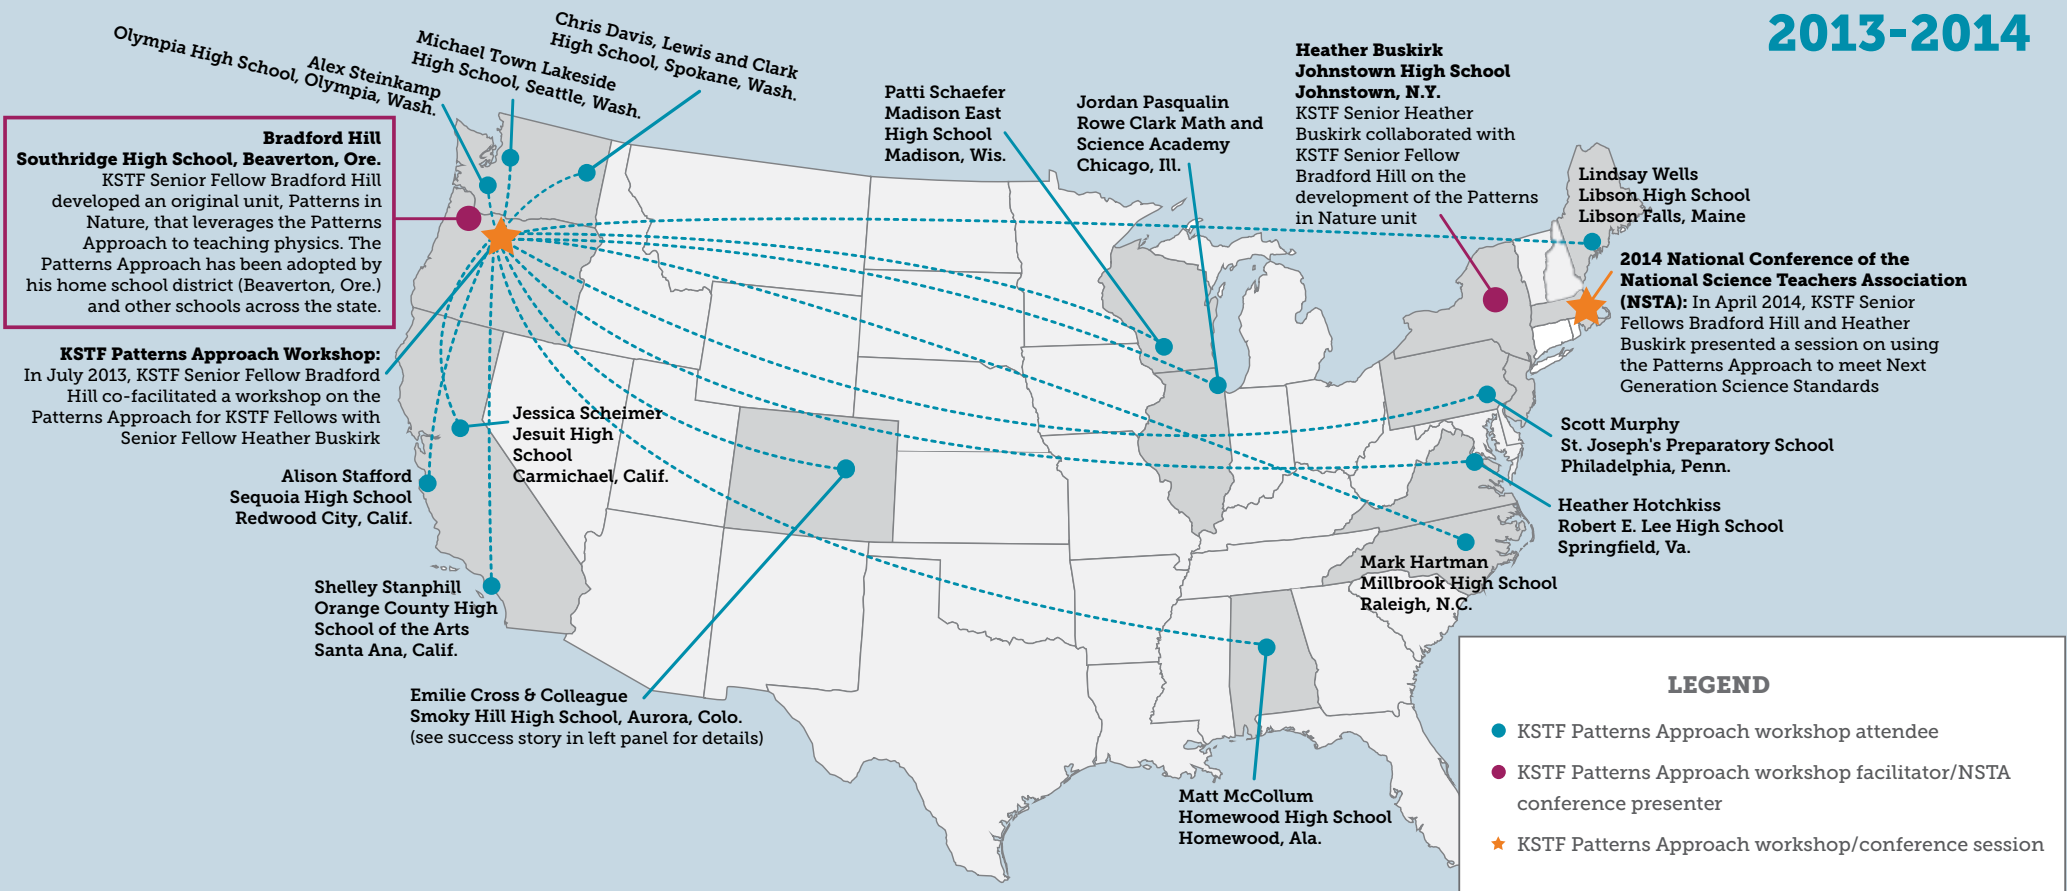 2013-2014
Chris Davis, Lewis and Clark
High School, Spokane, Wash.
Michael Town Lakeside
High School, Seattle, Wash.
Alex Steinkamp
Olympia High School, Olympia, Wash.
Bradford Hill
Southridge High School, Beaverton, Ore.
KSTF Senior Fellow Bradford Hill
developed an original unit, Patterns in
Nature, that leverages the Patterns
Approach to teaching physics. The
Patterns Approach has been adopted by
his home school district (Beaverton, Ore.)
and other schools across the state.
KSTF Patterns Approach Workshop:
In July 2013, KSTF Senior Fellow Bradford
Hill co-facilitated a workshop on the
Patterns Approach for KSTF Fellows with
Senior Fellow Heather Buskirk
Jessica Scheimer
Jesuit High
School
Carmichael, Calif.
Alison Stafford
Sequoia High School
Redwood City, Calif.
Shelley Stanphill
Orange County High
School of the Arts
Santa Ana, Calif.
Emilie Cross & Colleague
Smoky Hill High School, Aurora, Colo.
(see success story in left panel for details)
Patti Schaefer
Madison East
High School
Madison, Wis.
Jordan Pasqualin
Rowe Clark Math and
Science Academy
Chicago, Ill.
Heather Buskirk
Johnstown High School
Johnstown, N.Y.
KSTF Senior Heather
Buskirk collaborated with
KSTF Senior Fellow
Bradford Hill on the
development of the Patterns
in Nature unit
Lindsay Wells
Libson High School
Libson Falls, Maine
2014 National Conference of the
National Science Teachers Association
(NSTA): In April 2014, KSTF Senior
Fellows Bradford Hill and Heather
Buskirk presented a session on using
the Patterns Approach to meet Next
Generation Science Standards
Scott Murphy
St. Joseph's Preparatory School
Philadelphia, Penn.
Heather Hotchkiss
Robert E. Lee High School
Springfield, Va.
Mark Hartman
Millbrook High School
Raleigh, N.C.
Matt McCollum
Homewood High School
Homewood, Ala.
LEGEND
KSTF Patterns Approach workshop attendee
KSTF Patterns Approach workshop facilitator/NSTA
conference presenter
KSTF Patterns Approach workshop/conference session